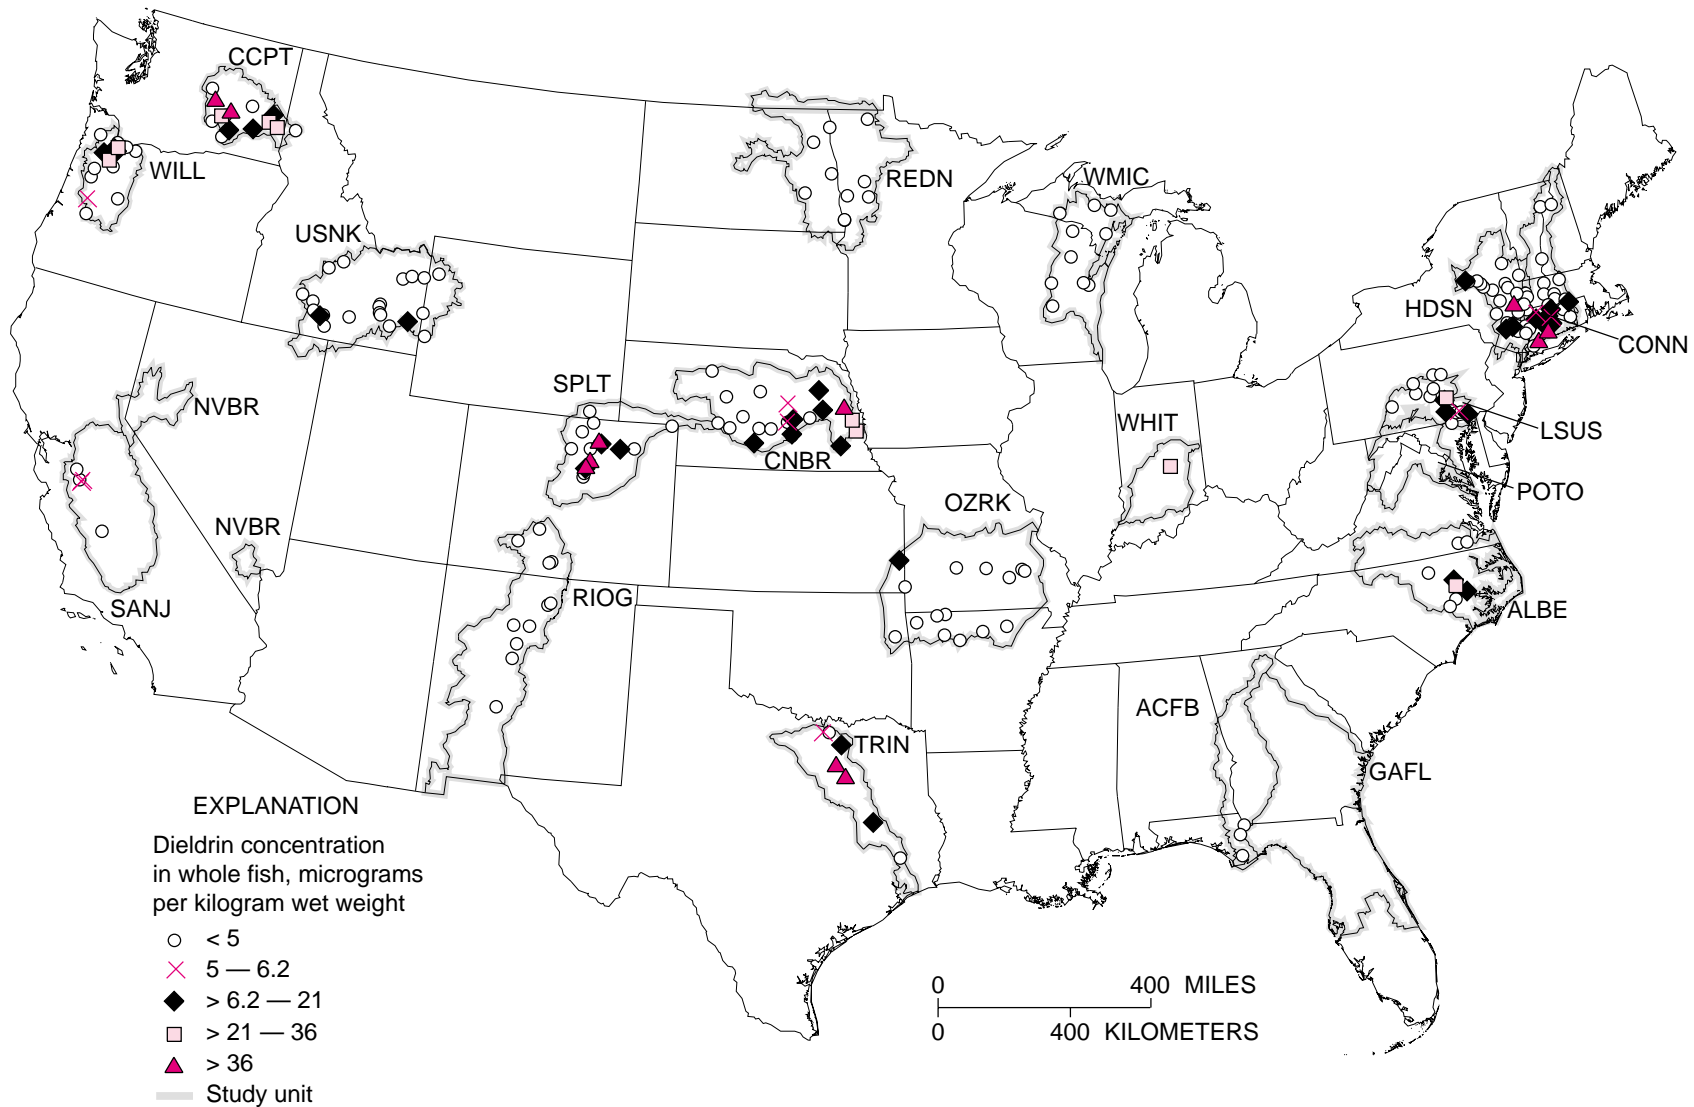 CCPT
WILL
USNK
REDN
WMIC
HDSN
CONN
NVBR
SPLT
CNBR
WHIT
LSUS
POTO
OZRK
NVBR
SANJ
RIOG
ALBE
ACFB
TRIN
GAFL
EXPLANATION
Dieldrin concentration
in whole fish, micrograms
per kilogram wet weight
< 5
5 — 6.2
> 6.2 — 21
> 21 — 36
> 36
Study unit
0 400 MILES
0 400 KILOMETERS